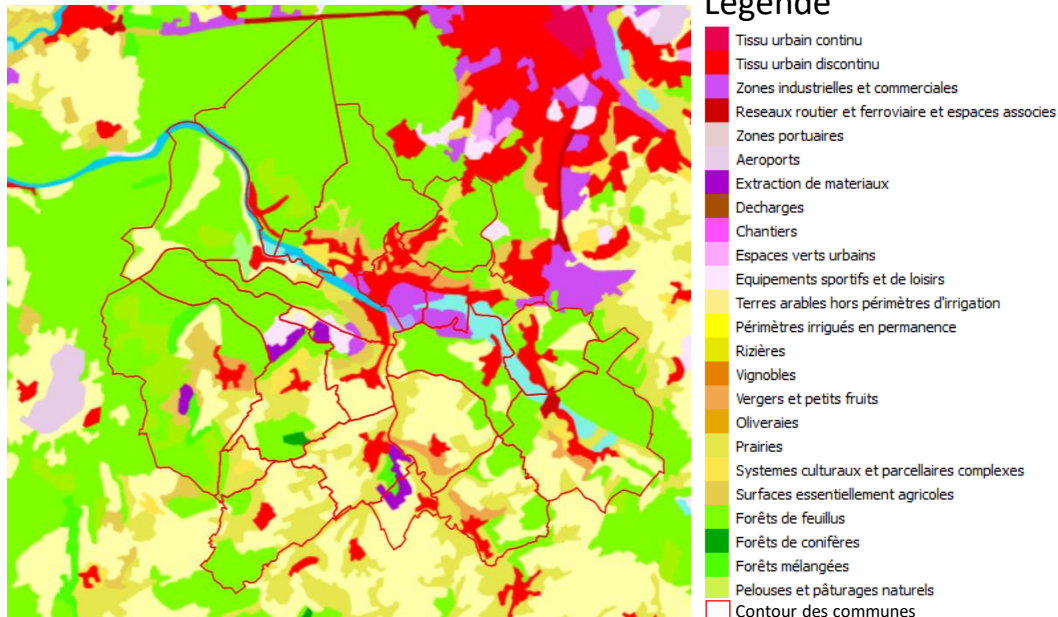 Légende
Tissu urbain continu
Tissu urbain discontinu
Zones industrielles et commerciales
Reseaux routier et ferroviaire et espaces associes
Zones portuaires
Aeroports
Extraction de materiaux
Decharges
Chantiers
Espaces verts urbains
Equipements sportifs et de loisirs
Terres arables hors périmètres d'irrigation
Périmètres irrigués en permanence
Rizières
Vignobles
Vergers et petits fruits
Oliveraies
Prairies
Systemes culturaux et parcellaires complexes
Surfaces essentiellement agricoles
Forêts de feuillus
Forêts de conifères
Forêts mélangées
Pelouses et pâturages naturels
Contour des communes